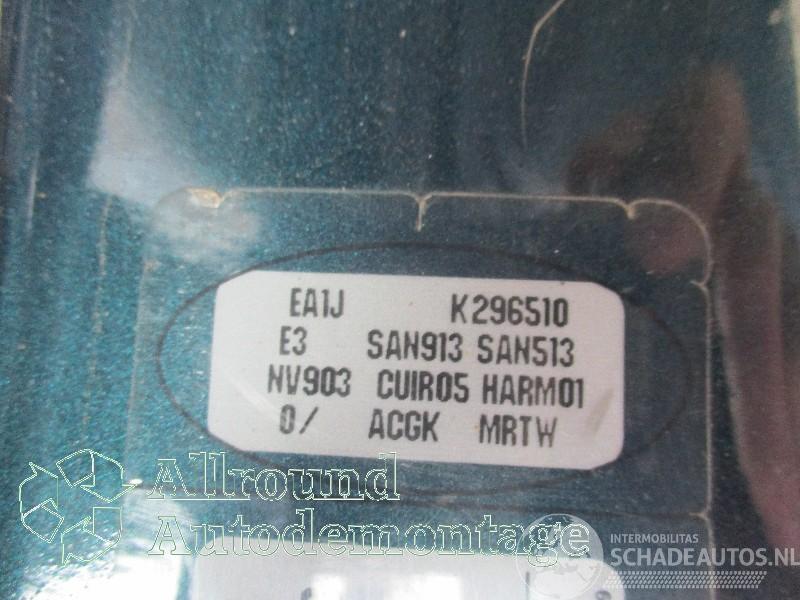 EA1J K296510
E3 SAN913 SAN513
NV903 CUIR05 HARM01
0/ ACGK MRTW
Allround
Autodemontage
INTERMOBILITAS
SCHADEAUTOS.NL